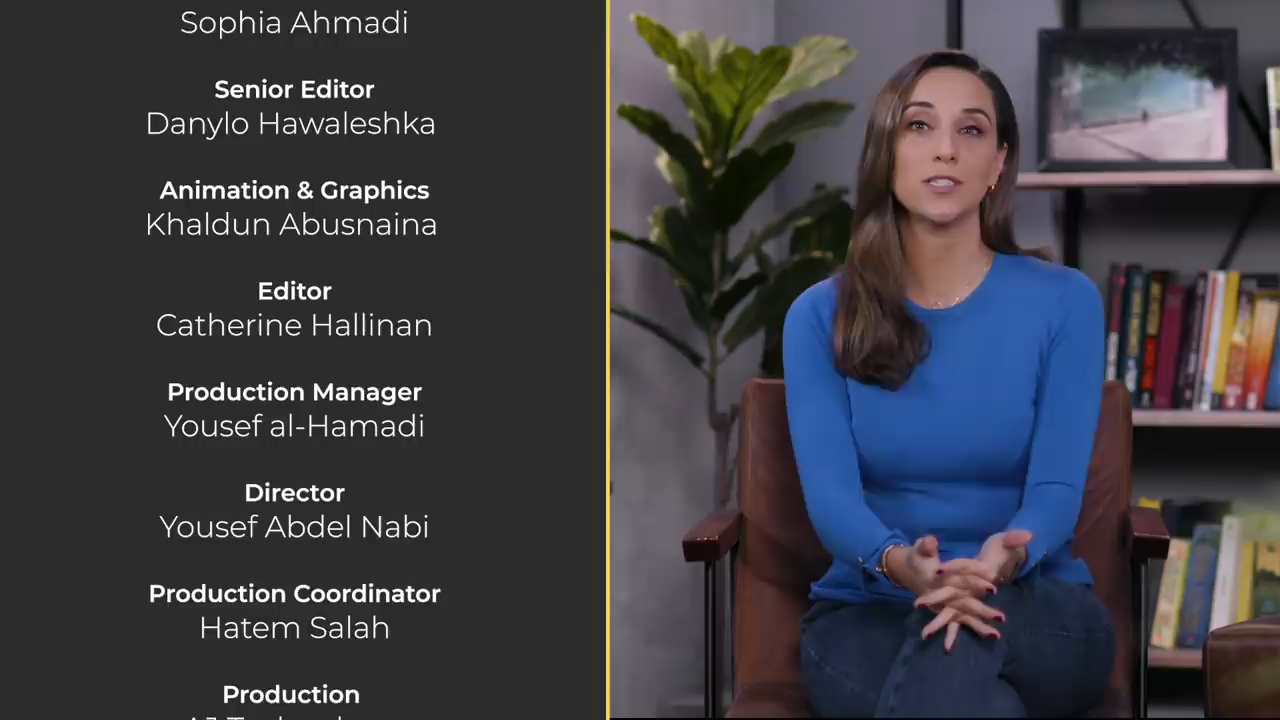 Sophia Ahmadi
Senior Editor
Danylo Hawaleshka
Animation & Graphics
Khaldun Abusnaina
Editor
Catherine Hallinan
Production Manager
Yousef al-Hamadi
Director
Yousef Abdel Nabi
Production Coordinator
Hatem Salah
Production